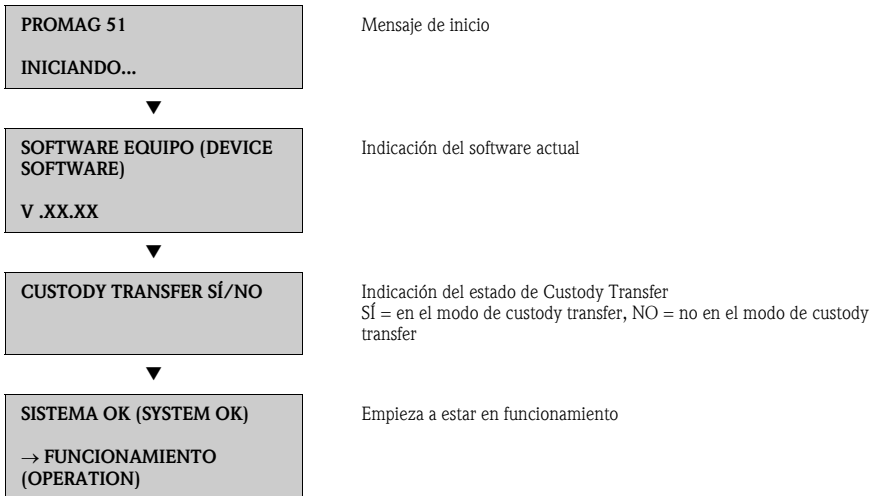 PROMAG 51
INICIANDO...
Mensaje de inicio
▼
SOFTWARE EQUIPO (DEVICE
SOFTWARE)
V .XX.XX
Indicación del software actual
▼
CUSTODY TRANSFER SÍ/NO
Indicación del estado de Custody Transfer
SÍ = en el modo de custody transfer, NO = no en el modo de custody
transfer
▼
SISTEMA OK (SYSTEM OK)
→ FUNCIONAMIENTO
(OPERATION)
Empieza a estar en funcionamiento